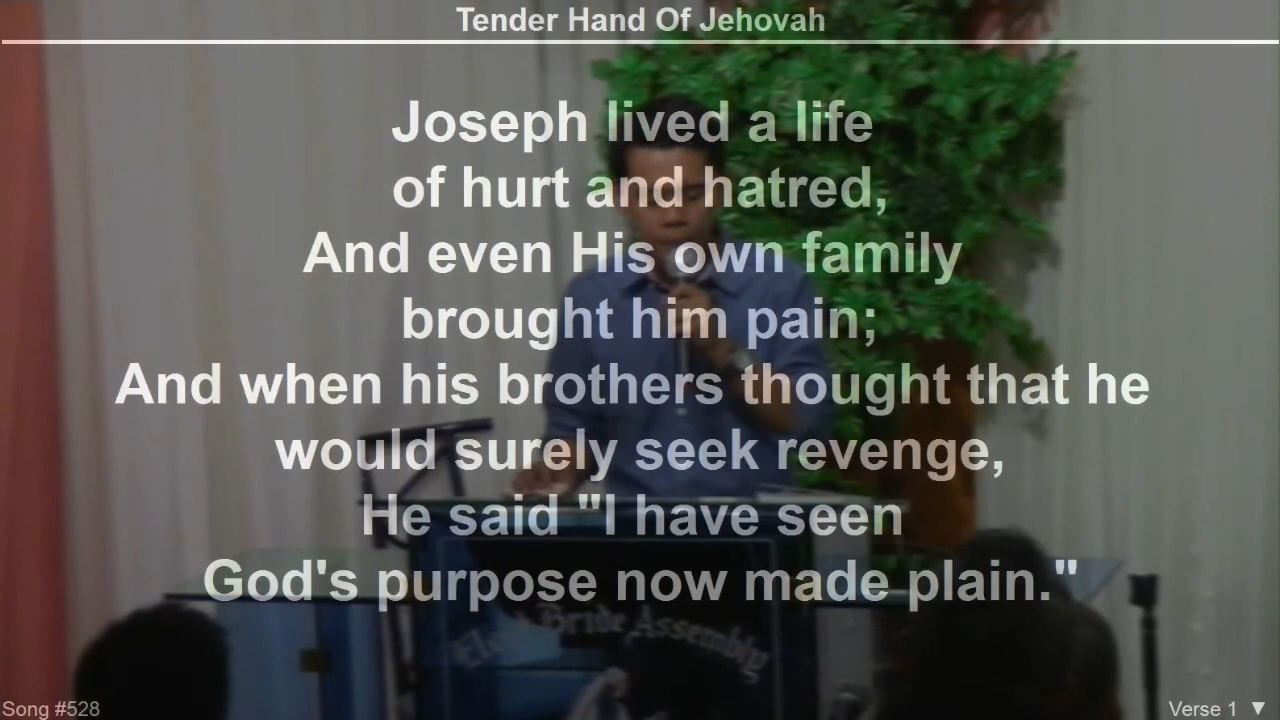 Tender Hand Of Jehovah
Joseph lived a life
of hurt and hatred,
And even His own family
brought him pain;
And when his brothers thought that he
would surely seek revenge,
He said "I have seen
God's purpose now made plain."
Bride Assembly
Song #528
Verse 1 ▼